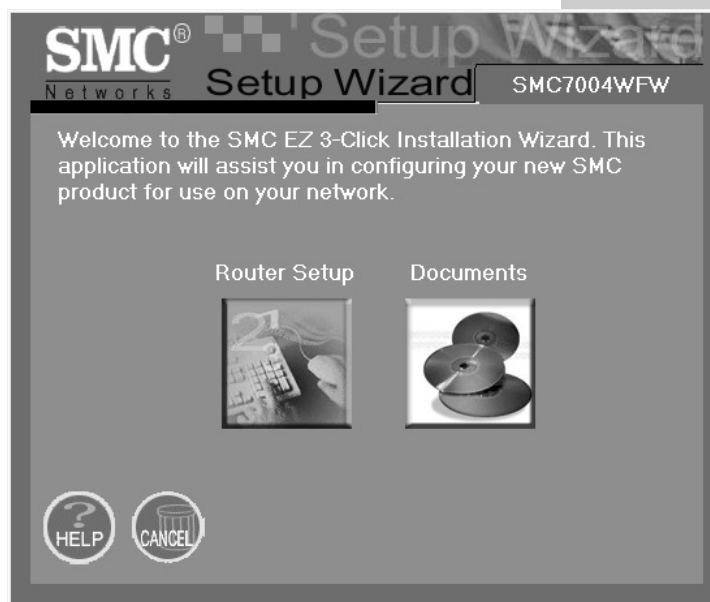 SMC®
Networks
Setup Wizard
Setup Wizard
SMC7004WFW
Welcome to the SMC EZ 3-Click Installation Wizard. This
application will assist you in configuring your new SMC
product for use on your network.
Router Setup
Documents
21.
?
HELP
CANCEL